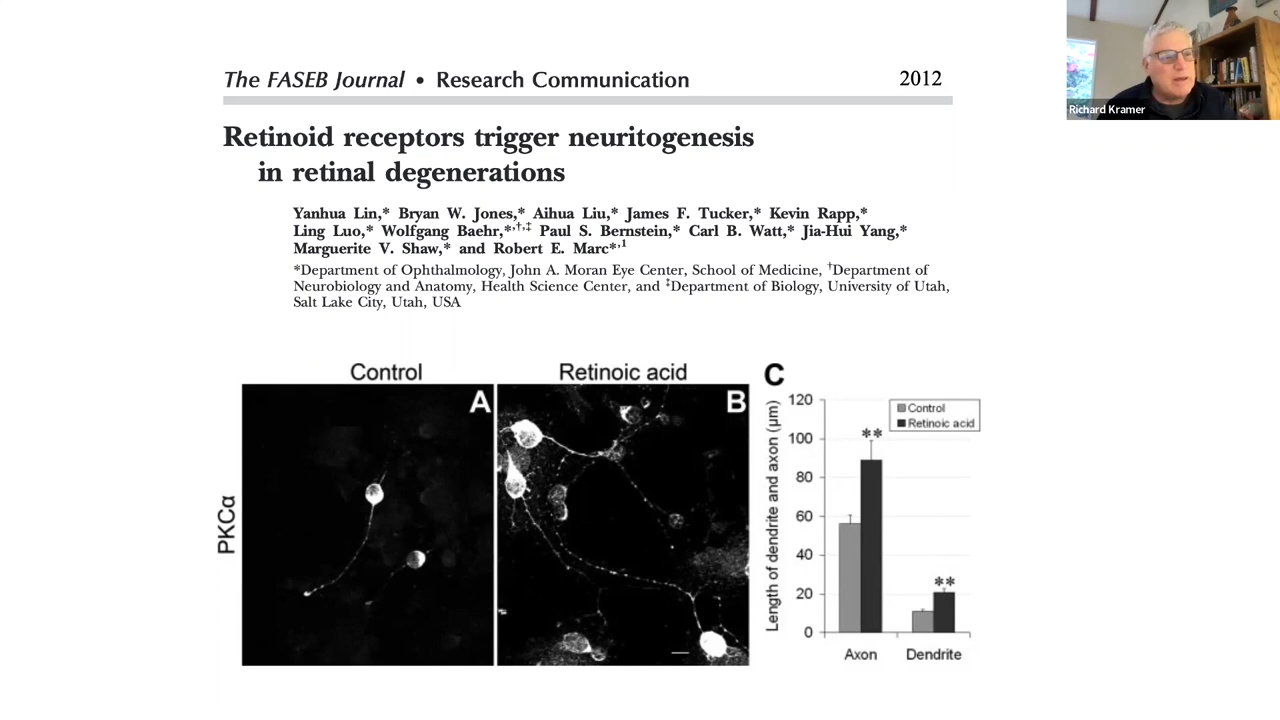 The FASEB Journal • Research Communication 2012
Richard Kramer
Retinoid receptors trigger neuritogenesis
in retinal degenerations
Yanhua Lin,* Bryan W. Jones,* Aihua Liu,* James F. Tucker,* Kevin Rapp,*
Ling Luo,* Wolfgang Baehr,*,†,‡ Paul S. Bernstein,* Carl B. Watt,* Jia-Hui Yang,*
Marguerite V. Shaw,* and Robert E. Marc*,1
*Department of Ophthalmology, John A. Moran Eye Center, School of Medicine, †Department of
Neurobiology and Anatomy, Health Science Center, and ‡Department of Biology, University of Utah,
Salt Lake City, Utah, USA
Control
Retinoic acid
PKCα
A
B
C
Length of dendrite and axon (µm)
120
100
80
60
40
20
0
Control
Retinoic acid
**
**
Axon
Dendrite